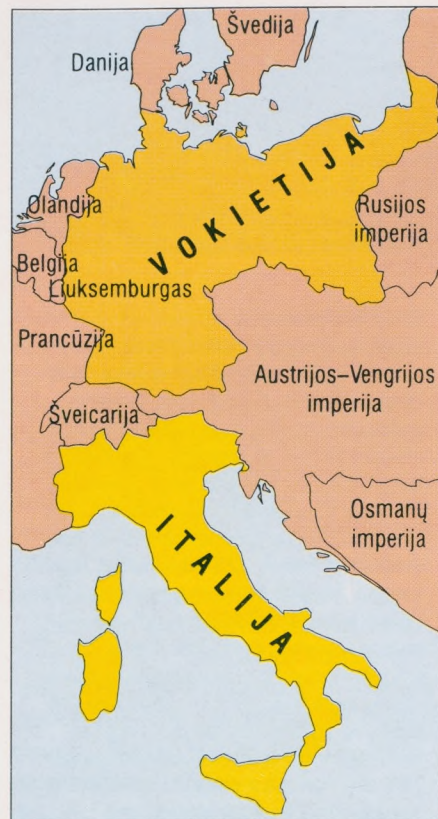 Švedija
Danija
Olandija
VOKIETIJA
Rusijos
imperija
Belgija
Liuksemburgas
Prancūzija
Austrijos–Vengrijos
imperija
Šveicarija
Osmanų
imperija
ITALIJA